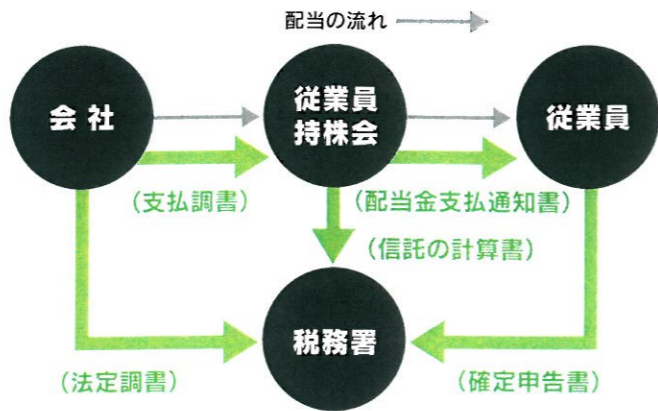 配当の流れ
会社
従業員
持株会
従業員
(支払調書)
(配当金支払通知書)
(信託の計算書)
税務署
(法定調書)
(確定申告書)